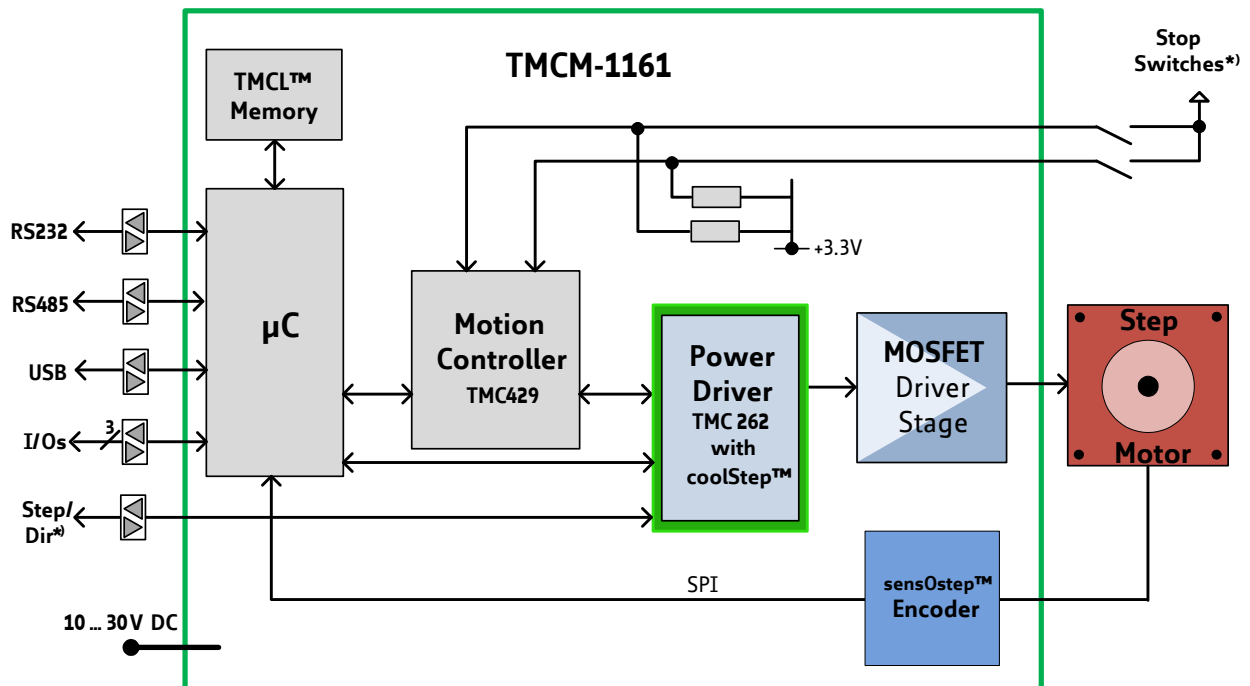 TMCM-1161
Stop
Switches*)
TMCL™
Memory
+3.3V
RS232
RS485
USB
I/Os
3
Step/
Dir*)
µC
Motion
Controller
TMC429
Power
Driver
TMC 262
with
coolStep™
MOSFET
Driver
Stage
Step
Motor
SPI
sensOstep™
Encoder
10 ... 30V DC